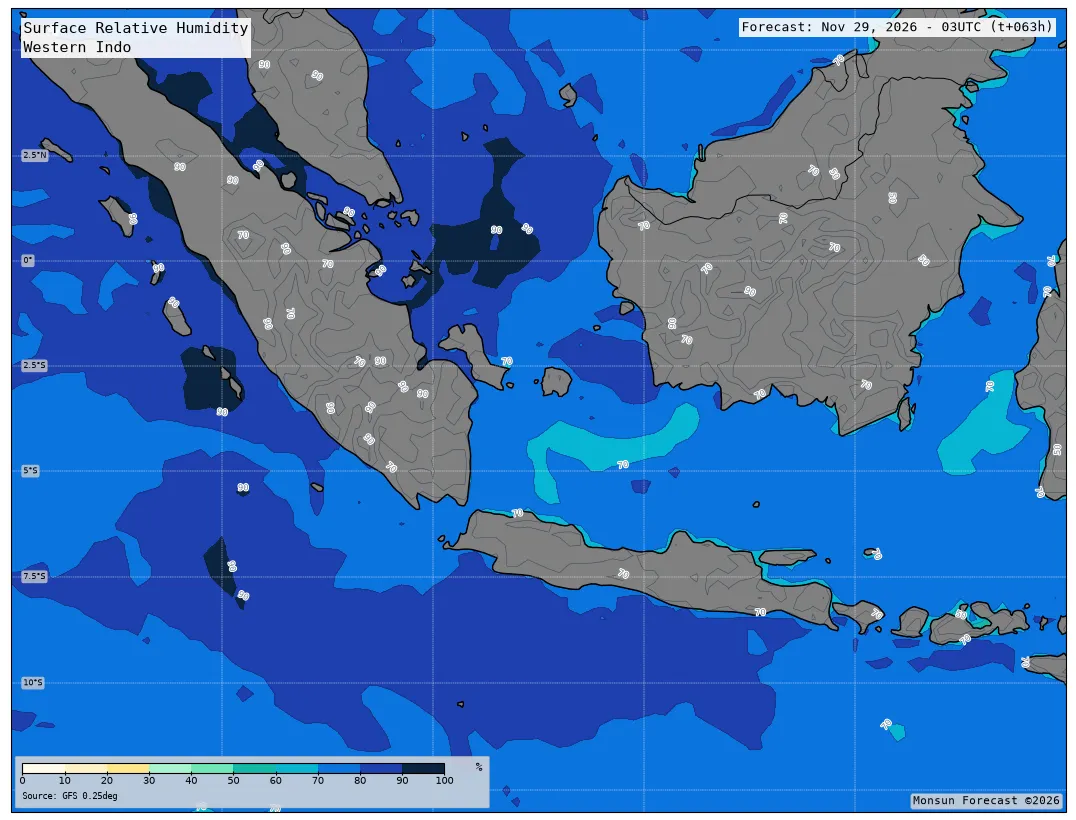 Surface Relative Humidity
Western Indo
Forecast: Nov 29, 2026 - 03UTC (t+063h)
2.5°N
0°
2.5°S
5°S
7.5°S
10°S
0 10 20 30 40 50 60 70 80 90 100 %
Source: GFS 0.25deg
Monsun Forecast ©2026